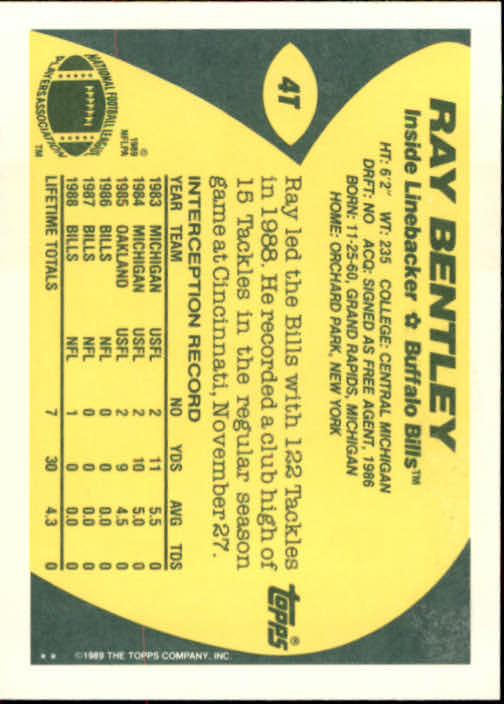 4T
RAY BENTLEY
Inside Linebacker ✿ Buffalo Bills™
HT: 6'2" WT: 235 COLLEGE: CENTRAL MICHIGAN
DRFT: NO ACQ: SIGNED AS FREE AGENT, 1986
BORN: 11-25-60, GRAND RAPIDS, MICHIGAN
HOME: ORCHARD PARK, NEW YORK
Ray led the Bills with 122 Tackles
in 1988. He recorded a club high of
15 Tackles in the regular season
game at Cincinnati, November 27.
TOPPS®
INTERCEPTION RECORD
YEAR TEAM NO YDS AVG TDS
1983 MICHIGAN USFL 2 11 5.5 0
1984 MICHIGAN USFL 2 10 5.0 0
1985 OAKLAND USFL 2 9 4.5 0
1986 BILLS NFL 0 0 0.0 0
1987 BILLS NFL 0 0 0.0 0
1988 BILLS NFL 1 0 0.0 0
LIFETIME TOTALS 7 30 4.3 0
NATIONAL FOOTBALL LEAGUE
PLAYERS ASSOCIATION
™
©
1989
NFLPA
** ©1989 THE TOPPS COMPANY, INC.